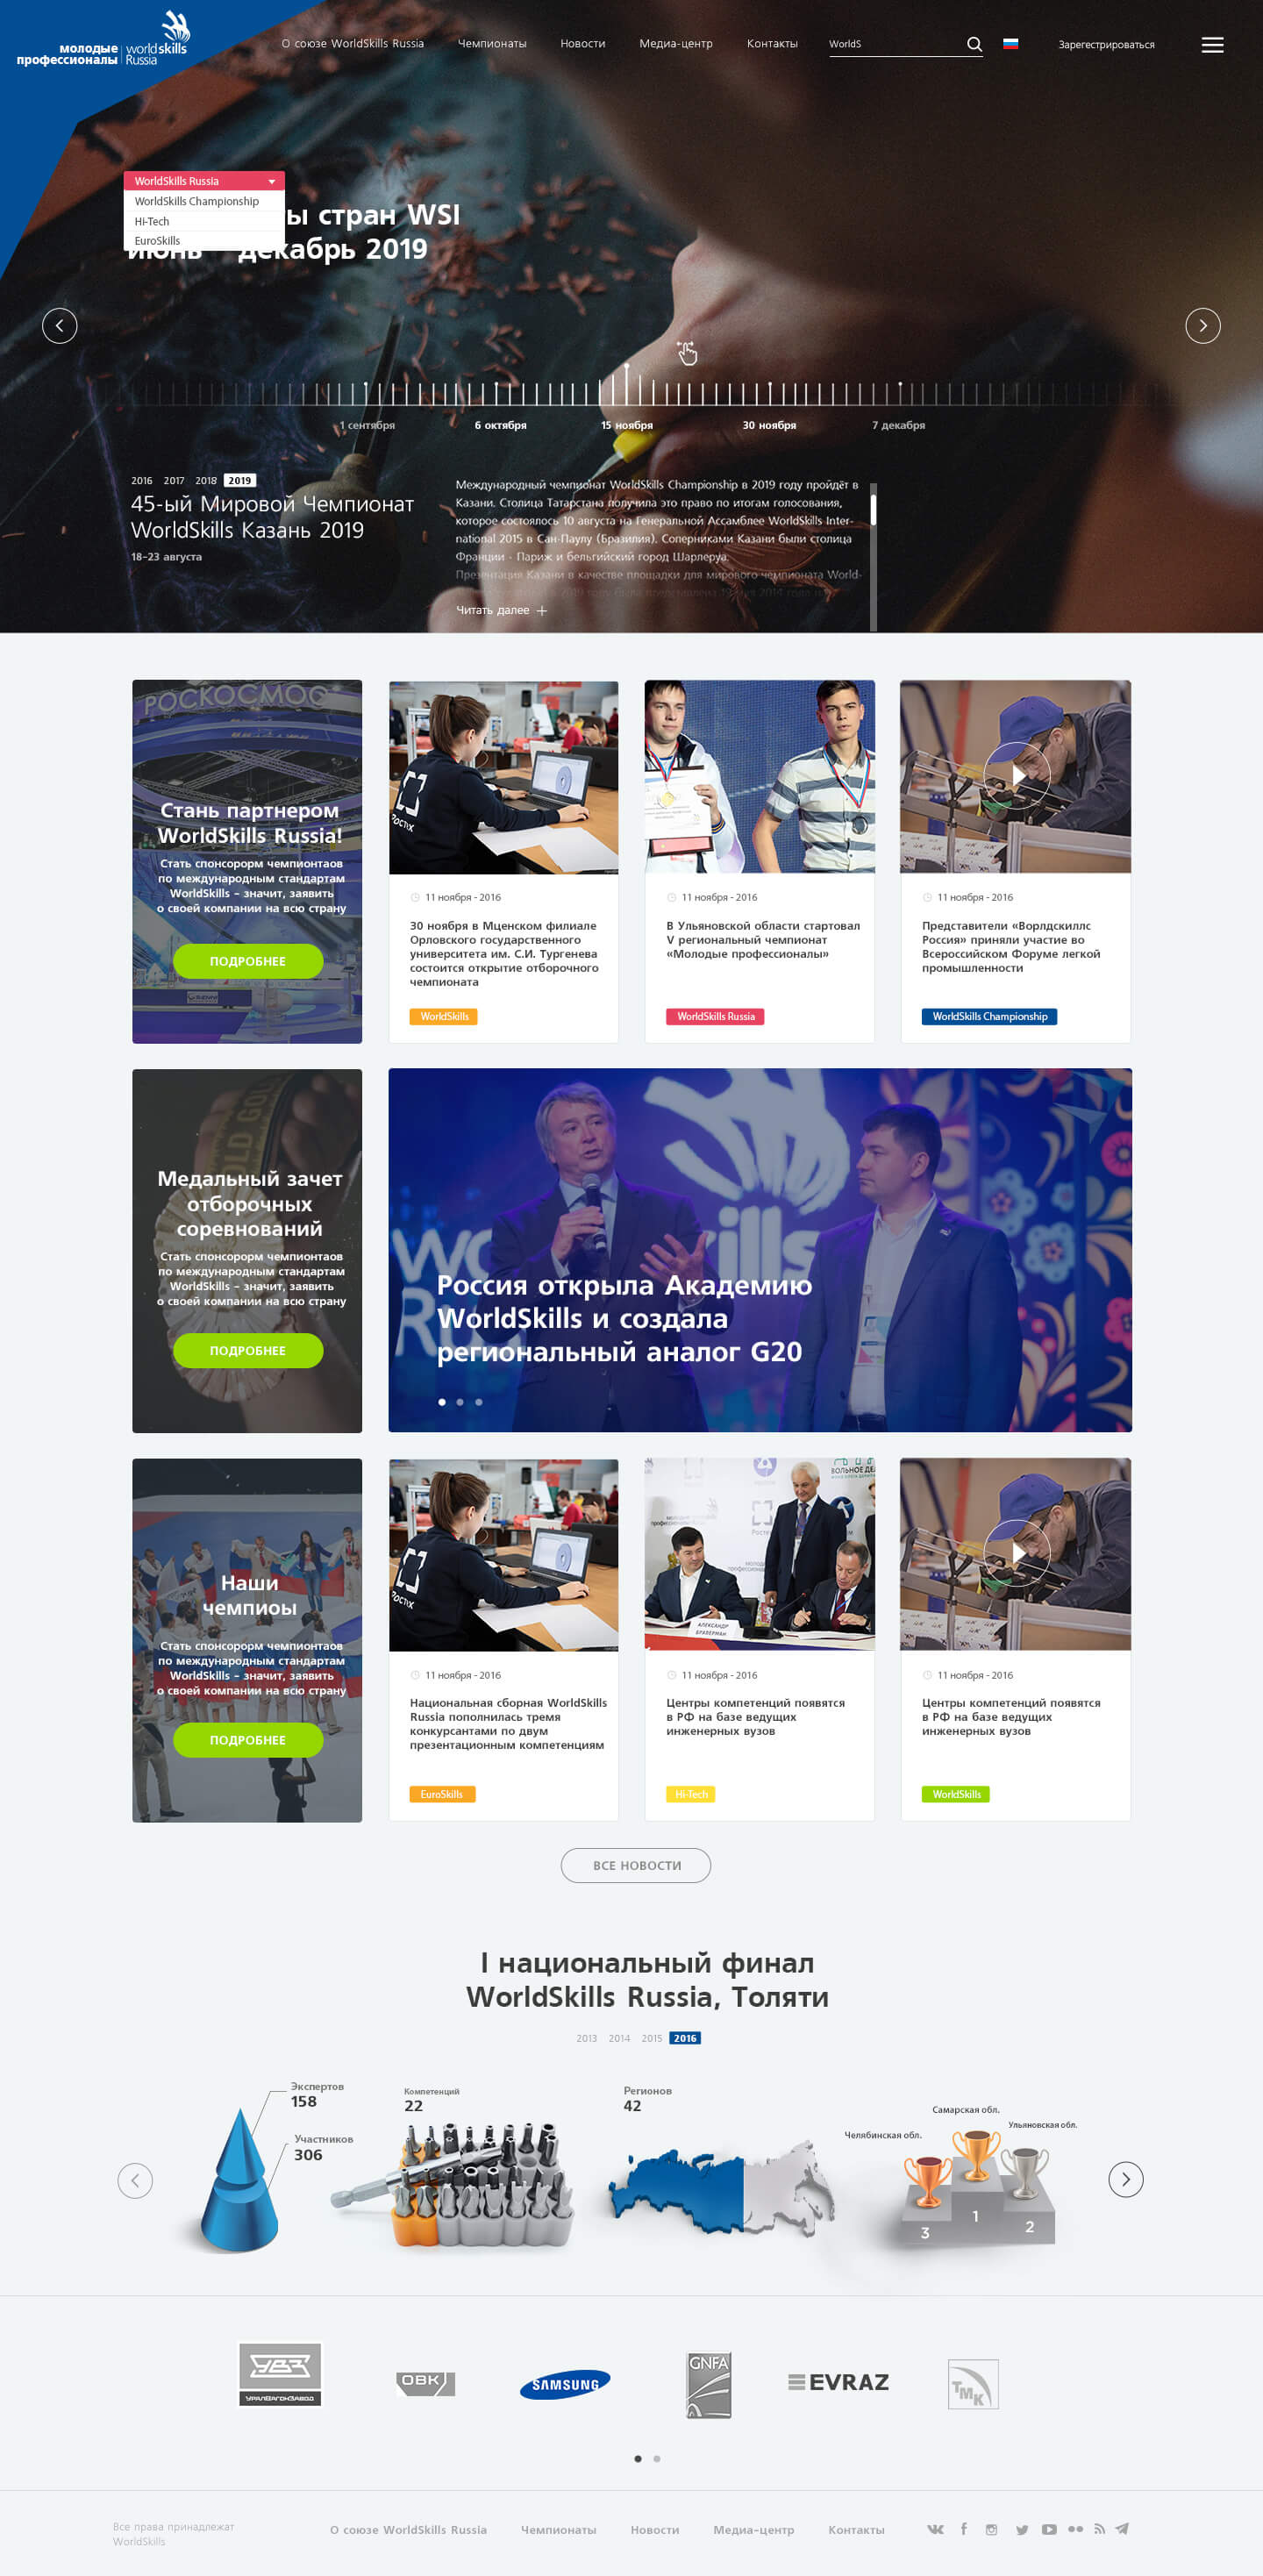 молодые
профессионалы
worldskills
Russia
О союзе WorldSkills Russia
Чемпионаты
Новости
Медиа-центр
Контакты
WorldS
Зарегестрироваться
WorldSkills Russia
WorldSkills Championship
Hi-Tech
EuroSkills
ы стран WSI
июнь декабрь 2019
1 сентября
6 октября
15 ноября
30 ноября
7 декабря
2016 2017 2018 2019
45-ый Мировой Чемпионат
WorldSkills Казань 2019
18-23 августа
Международный чемпионат WorldSkills Championship в 2019 году пройдёт в
Казани. Столица Татарстана получила это право по итогам голосования,
которое состоялось 10 августа на Генеральной Ассамблее WorldSkills Inter-
national 2015 в Сан-Паулу (Бразилия). Соперниками Казани были столица
Франции - Париж и бельгийский город Шарлеруа.
Презентация Казани в качестве площадки для мирового чемпионата World-
Читать далее
РОСКОСМОС
Стань партнером
WorldSkills Russia!
Стать спонсорорм чемпионтаов
по международным стандартам
WorldSkills – значит, заявить
о своей компании на всю страну
ПОДРОБНЕЕ
11 ноября - 2016
30 ноября в Мценском филиале
Орловского государственного
университета им. С.И. Тургенева
состоится открытие отборочного
чемпионата
WorldSkills
11 ноября - 2016
В Ульяновской области стартовал
V региональный чемпионат
«Молодые профессионалы»
WorldSkills Russia
11 ноября - 2016
Представители «Ворлдскиллс
Россия» приняли участие во
Всероссийском Форуме легкой
промышленности
WorldSkills Championship
Медальный зачет
отборочных
соревнований
Стать спонсорорм чемпионтаов
по международным стандартам
WorldSkills – значит, заявить
о своей компании на всю страну
ПОДРОБНЕЕ
Россия открыла Академию
WorldSkills и создала
региональный аналог G20
Наши
чемпиоы
Стать спонсорорм чемпионтаов
по международным стандартам
WorldSkills – значит, заявить
о своей компании на всю страну
ПОДРОБНЕЕ
11 ноября - 2016
Национальная сборная WorldSkills
Russia пополнилась тремя
конкурсантами по двум
презентационным компетенциям
EuroSkills
АЛЕКСАНДР
БРАВЕРМАН
11 ноября - 2016
Центры компетенций появятся
в РФ на базе ведущих
инженерных вузов
Hi-Tech
11 ноября - 2016
Центры компетенций появятся
в РФ на базе ведущих
инженерных вузов
WorldSkills
ВСЕ НОВОСТИ
I национальный финал
WorldSkills Russia, Толяти
2013 2014 2015 2016
Экспертов
158
Участников
306
Компетенций
22
Регионов
42
Самарская обл.
Ульяновская обл.
Челябинская обл.
3
1
2
УВЗ
УРАЛВАГОНЗАВОД
ОВК
SAMSUNG
GNFA
EVRAZ
ТМК
Все права принадлежат
WorldSkills
О союзе WorldSkills Russia
Чемпионаты
Новости
Медиа-центр
Контакты